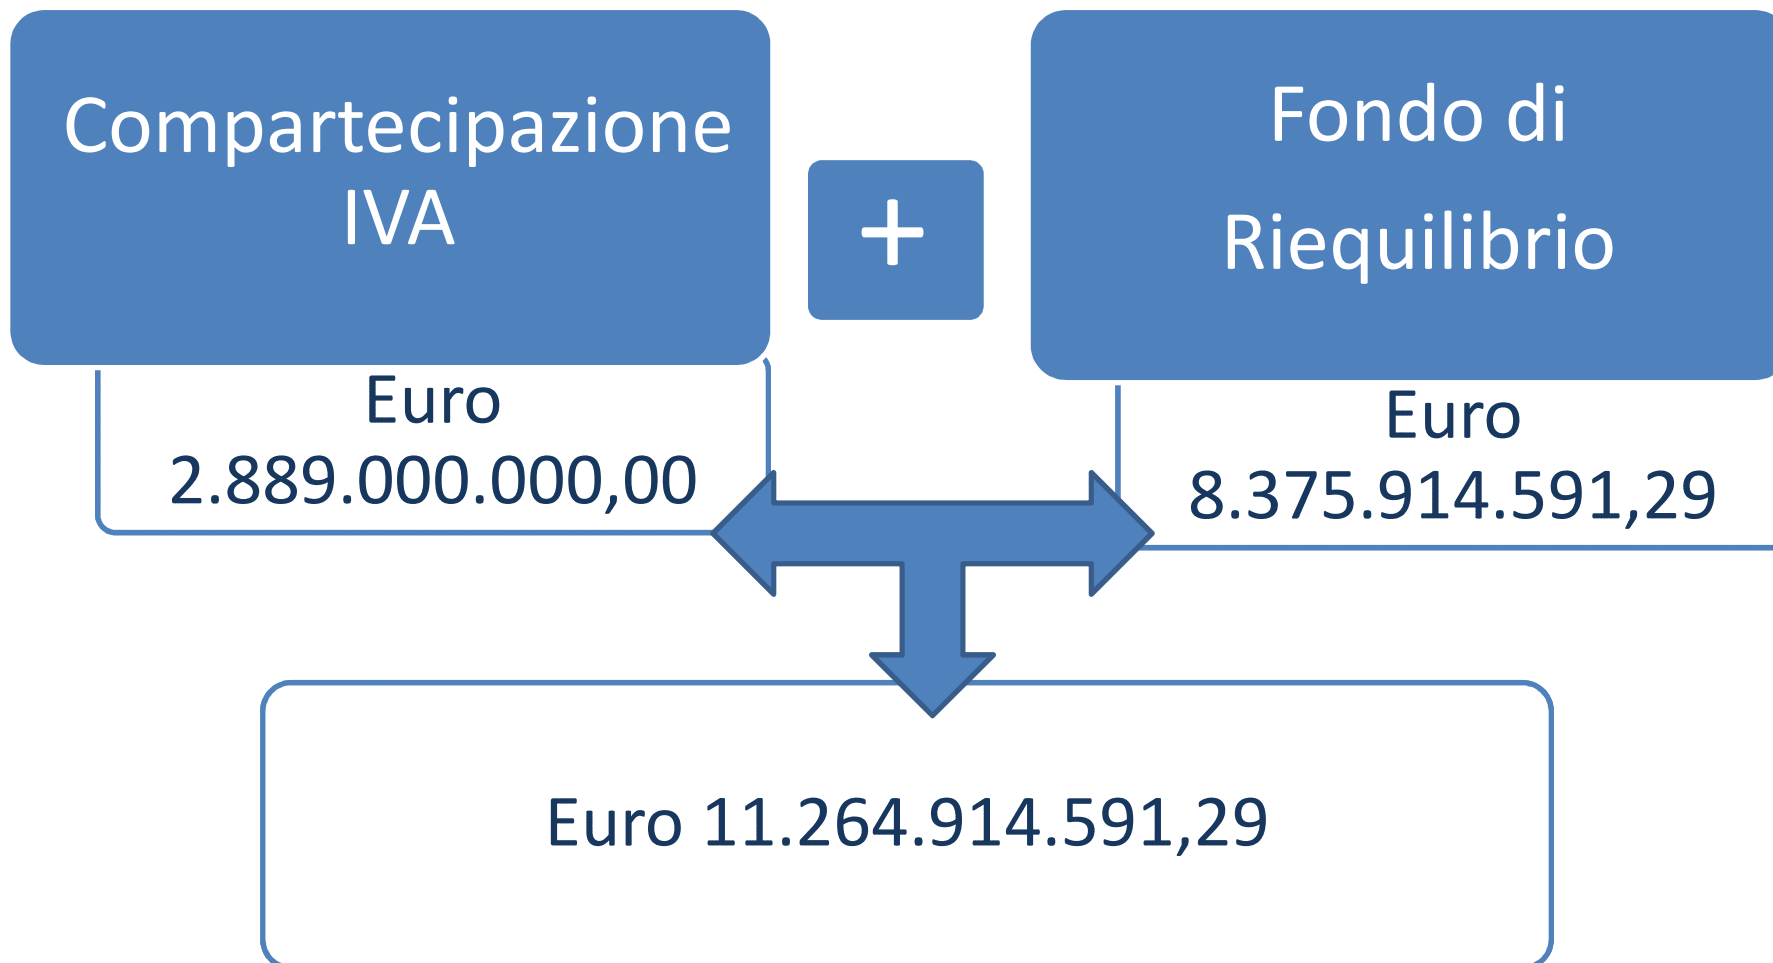 Compartecipazione
IVA
Euro
2.889.000.000,00
+
Fondo di
Riequilibrio
Euro
8.375.914.591,29
Euro 11.264.914.591,29